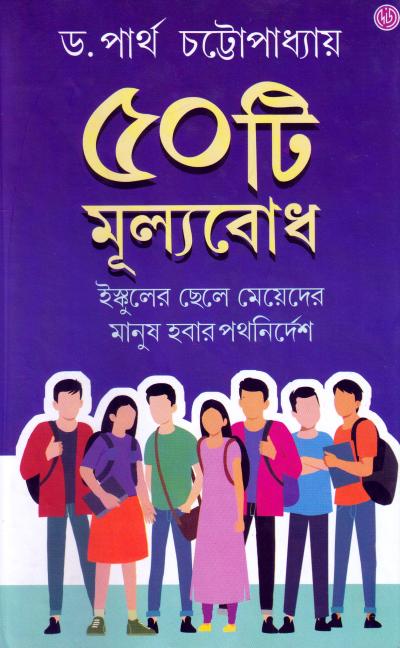 ড. পার্থ চট্টোপাধ্যায়
৫০টি
মূল্যবোধ
ইস্কুলের ছেলে মেয়েদের
মানুষ হবার পথনির্দেশ